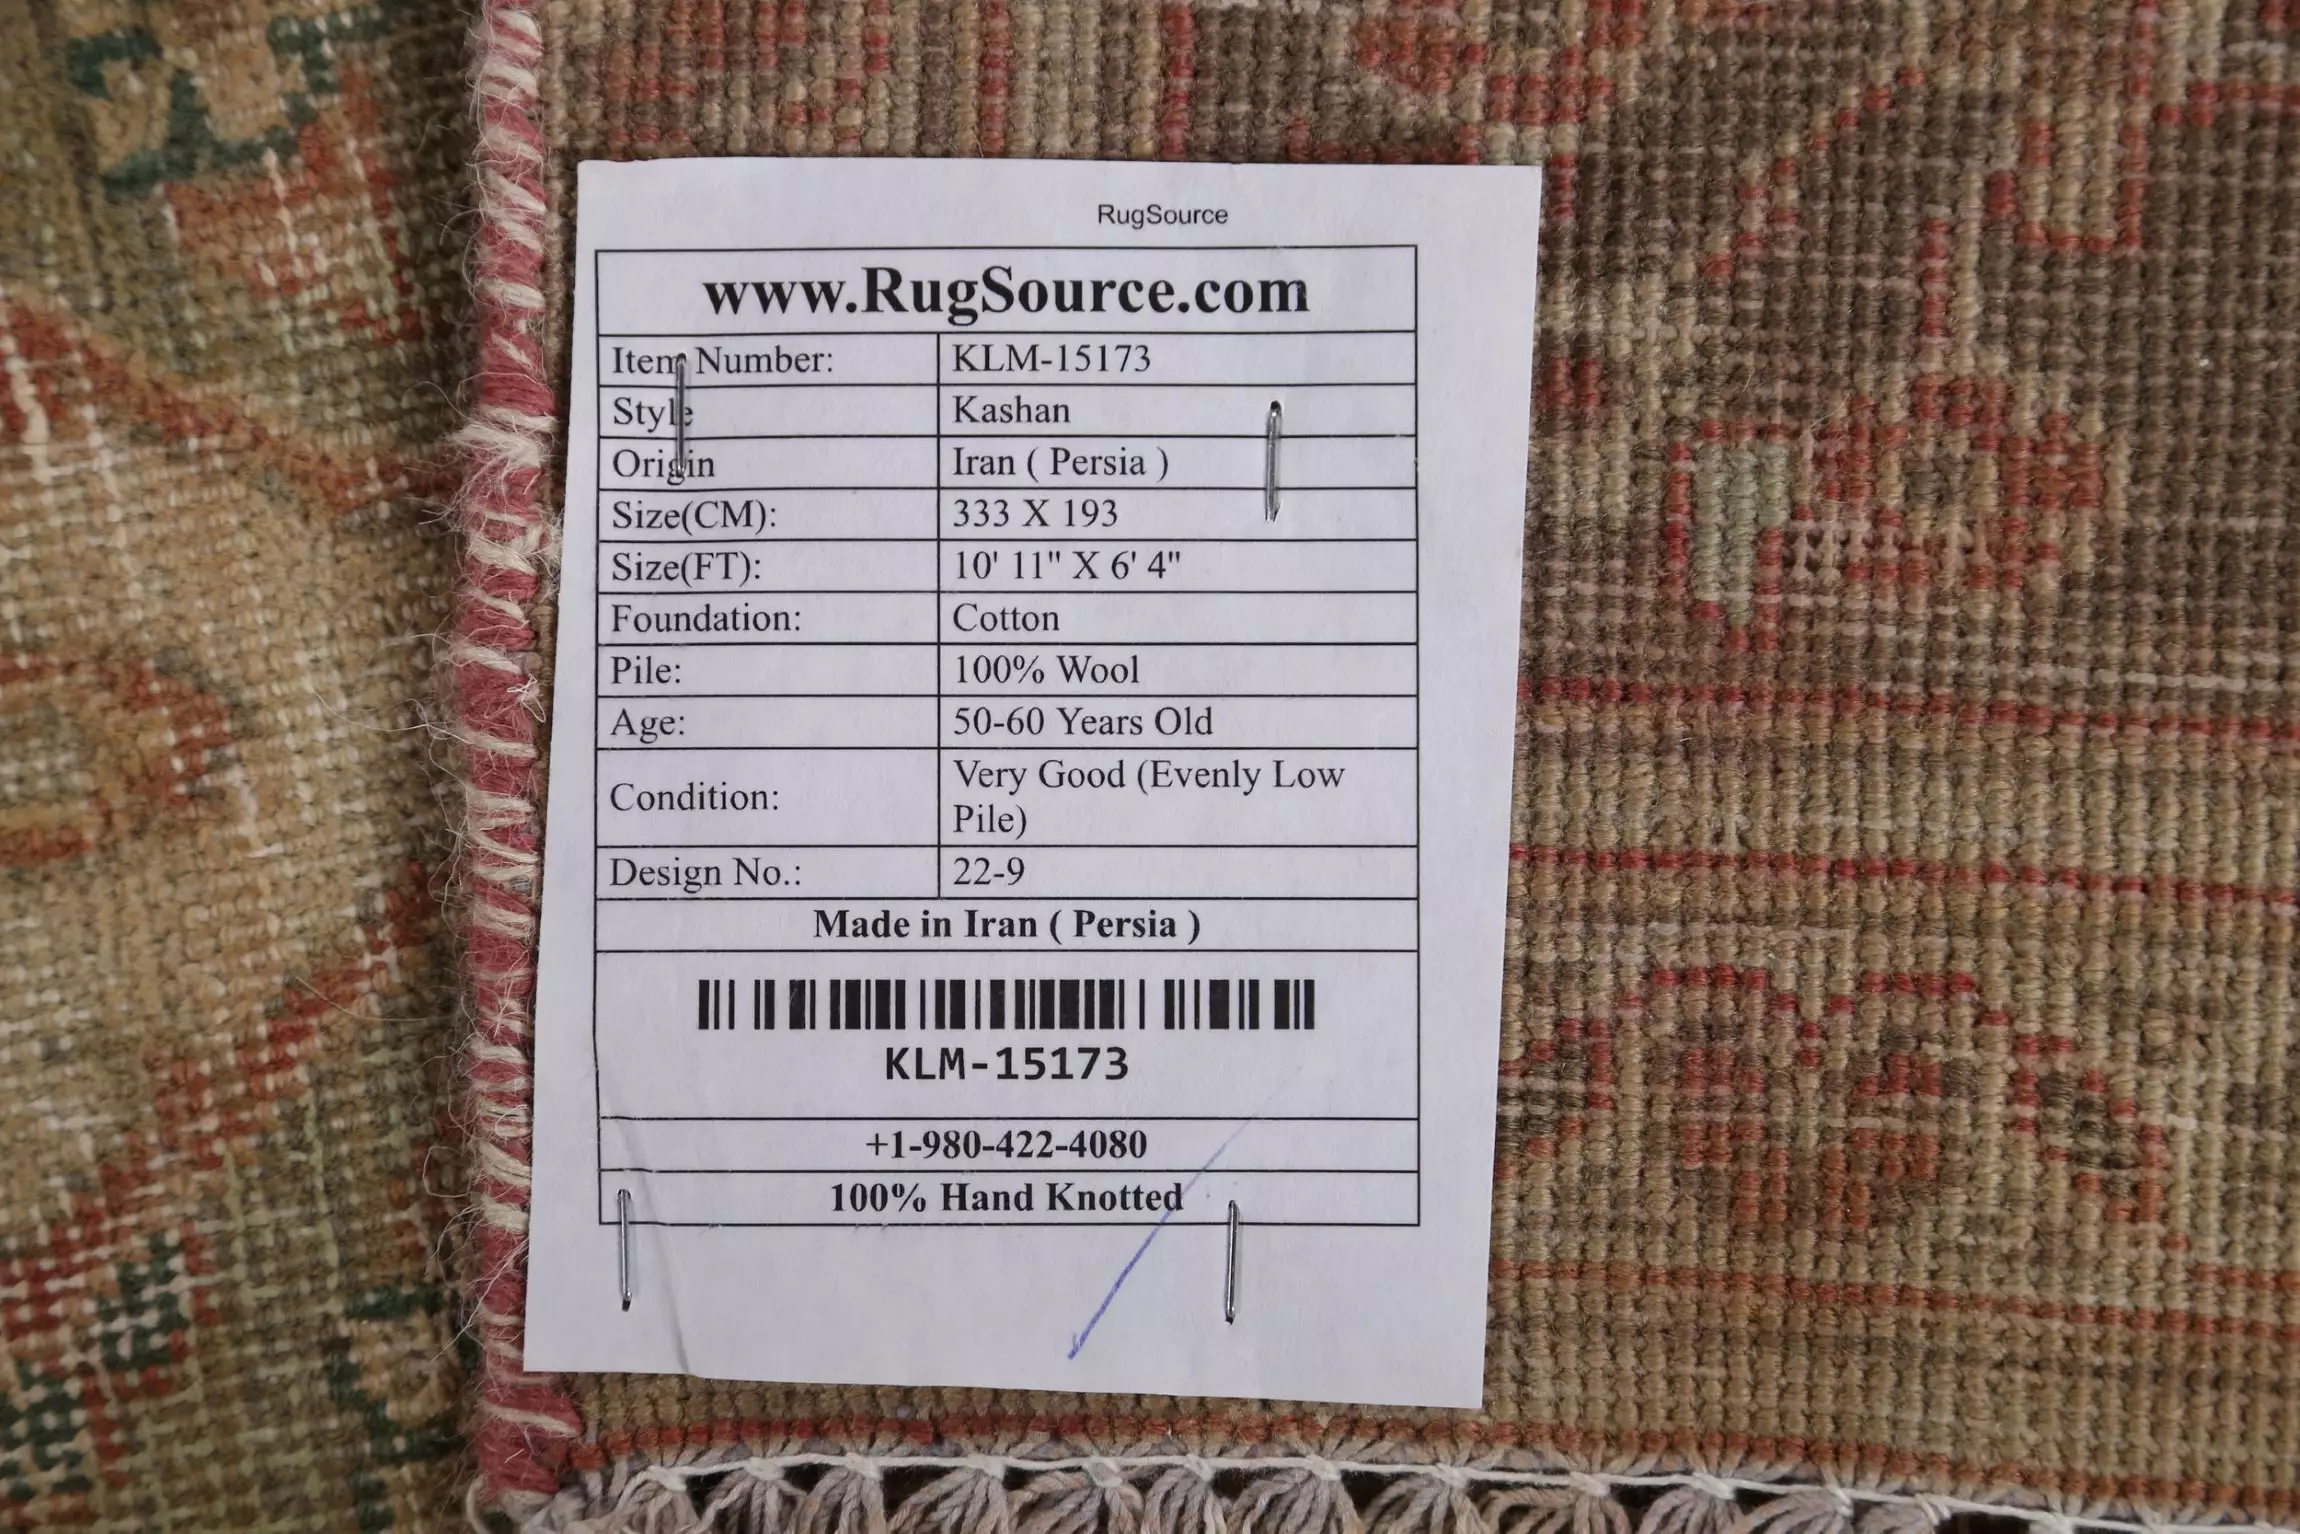 RugSource
www.RugSource.com
Item Number: KLM-15173
Style Kashan
Origin Iran ( Persia )
Size(CM): 333 X 193
Size(FT): 10' 11" X 6' 4"
Foundation: Cotton
Pile: 100% Wool
Age: 50-60 Years Old
Condition: Very Good (Evenly Low
Pile)
Design No.: 22-9
Made in Iran ( Persia )
KLM-15173
+1-980-422-4080
100% Hand Knotted